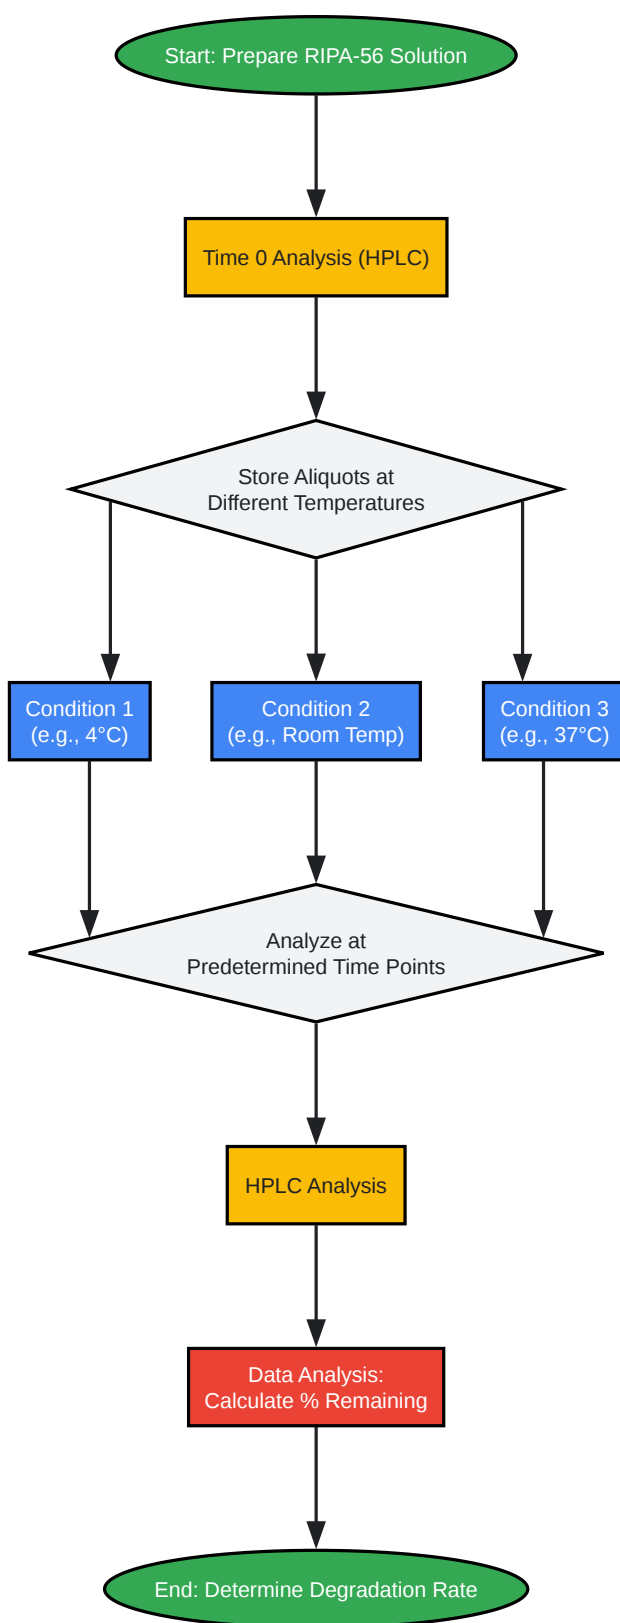 Start: Prepare RIPA-56 Solution
Time 0 Analysis (HPLC)
Store Aliquots at
Different Temperatures
Condition 1
(e.g., 4°C)
Condition 2
(e.g., Room Temp)
Condition 3
(e.g., 37°C)
Analyze at
Predetermined Time Points
HPLC Analysis
Data Analysis:
Calculate % Remaining
End: Determine Degradation Rate